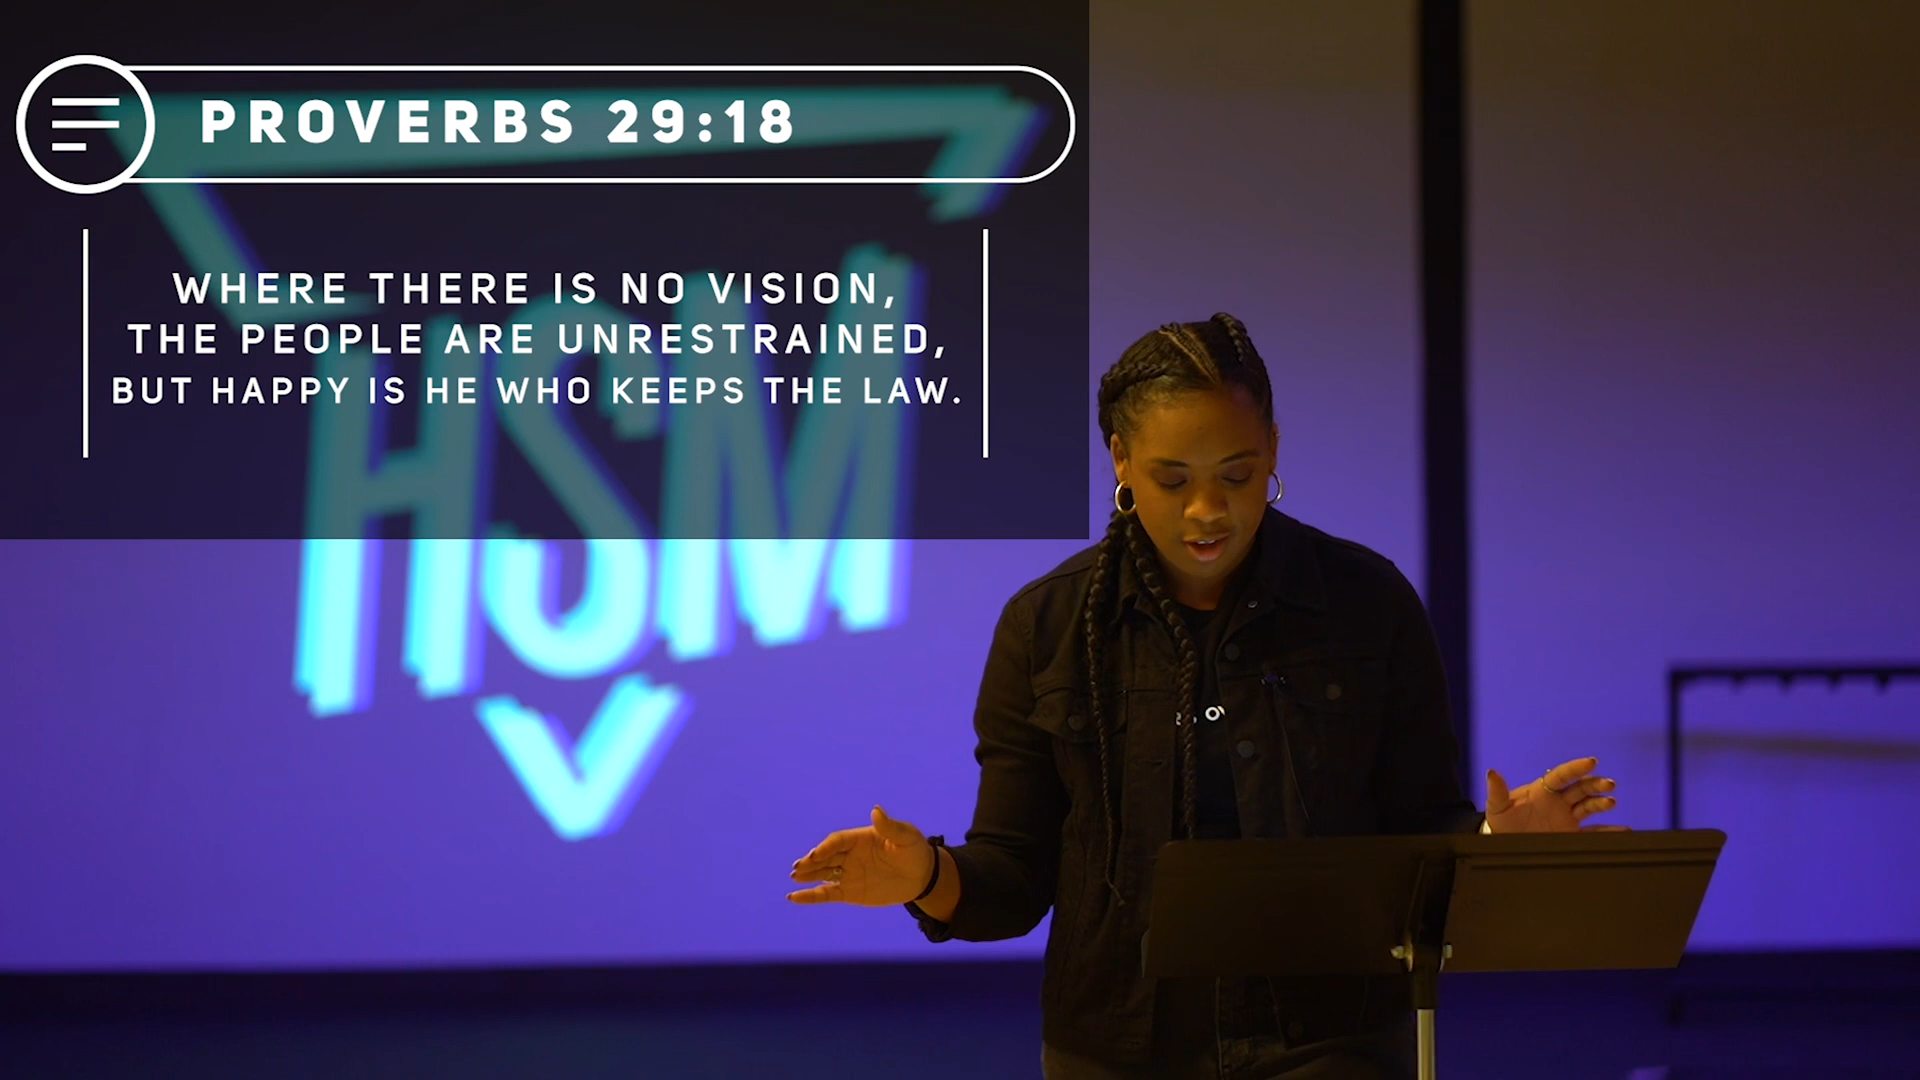 PROVERBS 29:18
WHERE THERE IS NO VISION,
THE PEOPLE ARE UNRESTRAINED,
BUT HAPPY IS HE WHO KEEPS THE LAW.
HSM